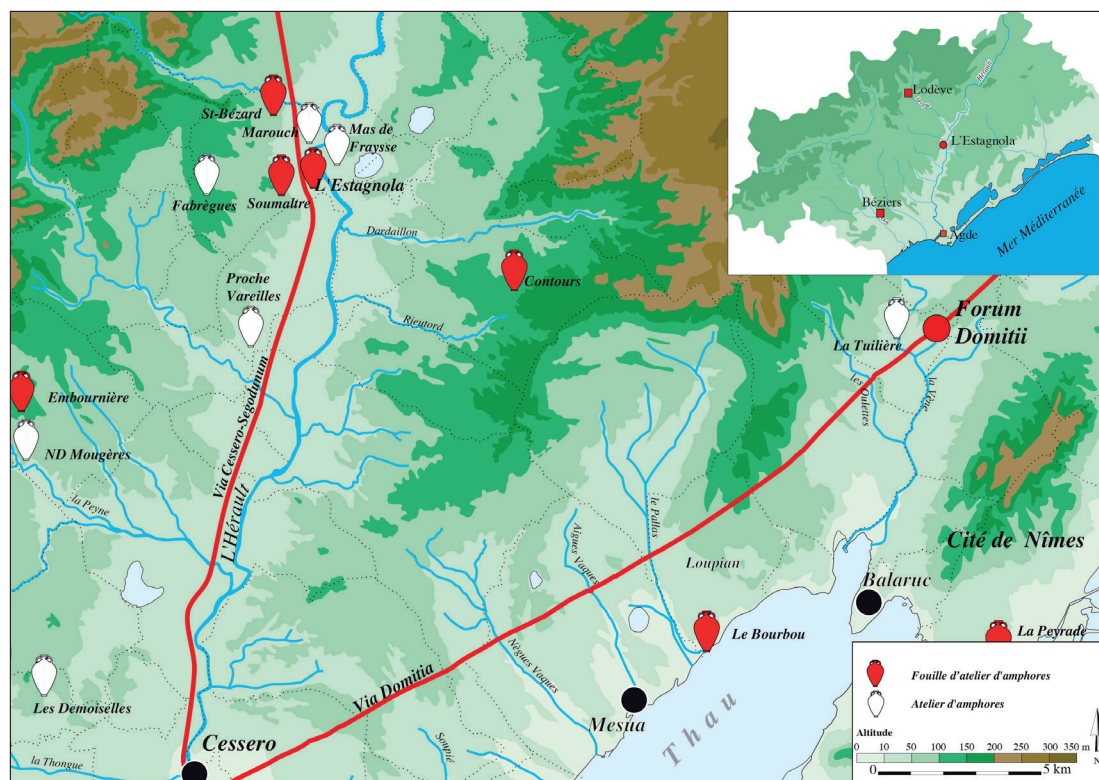 St-Bézard
Marouch
Mas de
Fraysse
Fabrègues
Soumaltre
L'Estagnola
Dardaillon
Contours
Proche
Vareilles
Rieutord
Embournière
ND Mougères
Via Cessero-Segodunum
L'Hérault
la Peyne
Les Demoiselles
Cessero
la Thongue
Via Domitia
Nègues Vaques
Aigues Vaques
le Pallas
Soupié
Loupian
Le Bourbou
Mesua
Thau
Balaruc
La Peyrade
Cité de Nîmes
La Tuilière
Forum
Domitii
les Oulettes
la Vène
Lodève
Hérault
L'Estagnola
Béziers
Agde
Mer Méditerranée
Fouille d'atelier d'amphores
Atelier d'amphores
Altitude
0 10 50 100 150 200 250 300 350 m
0 5 km
N